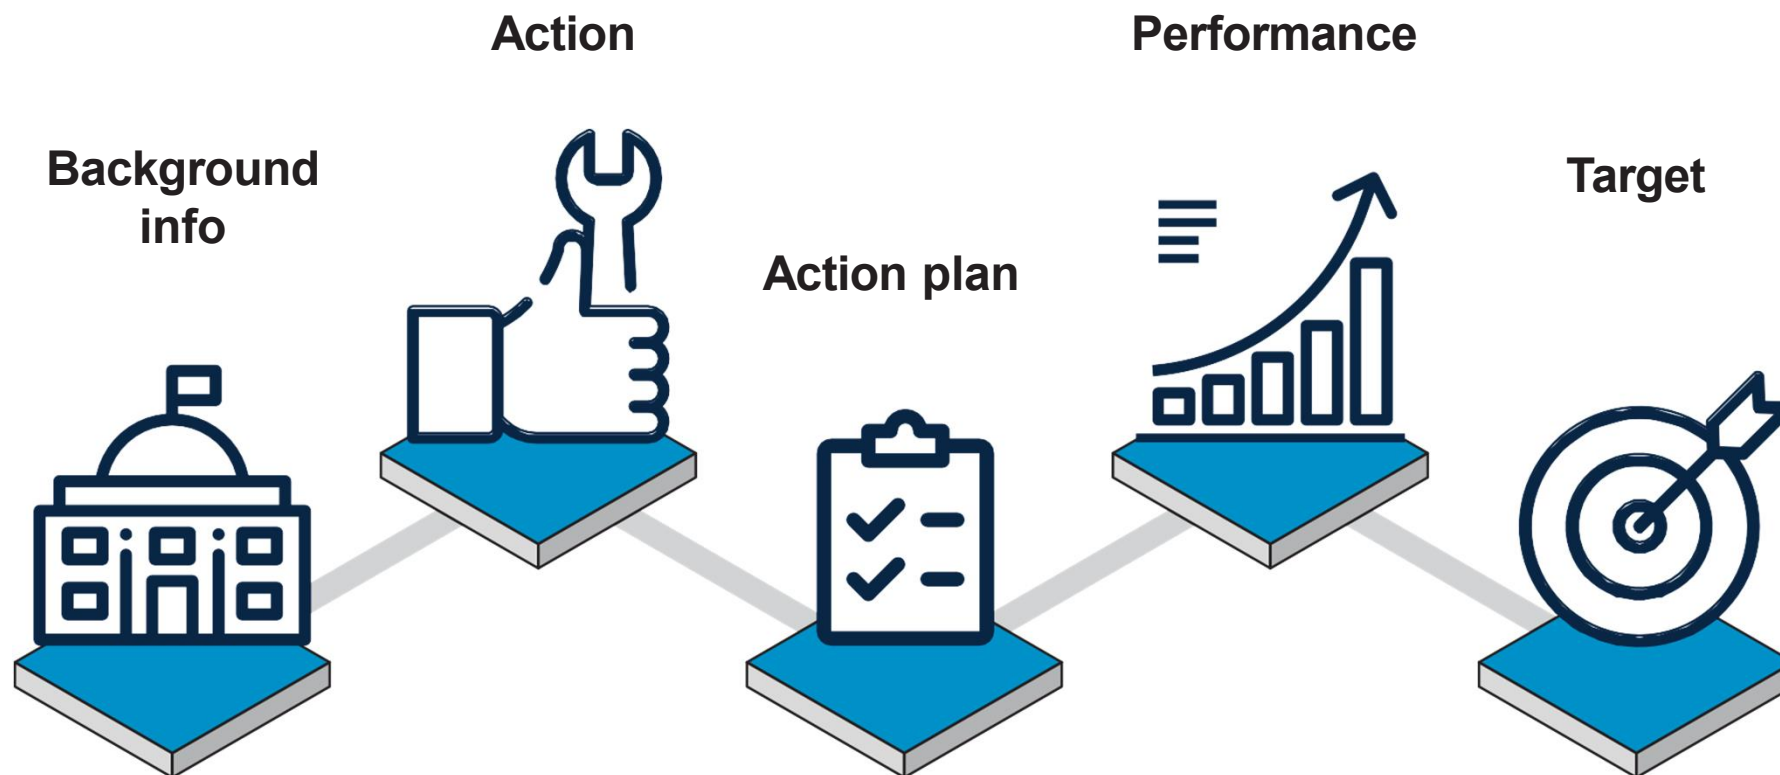 Background
info
Action
Action plan
Performance
Target